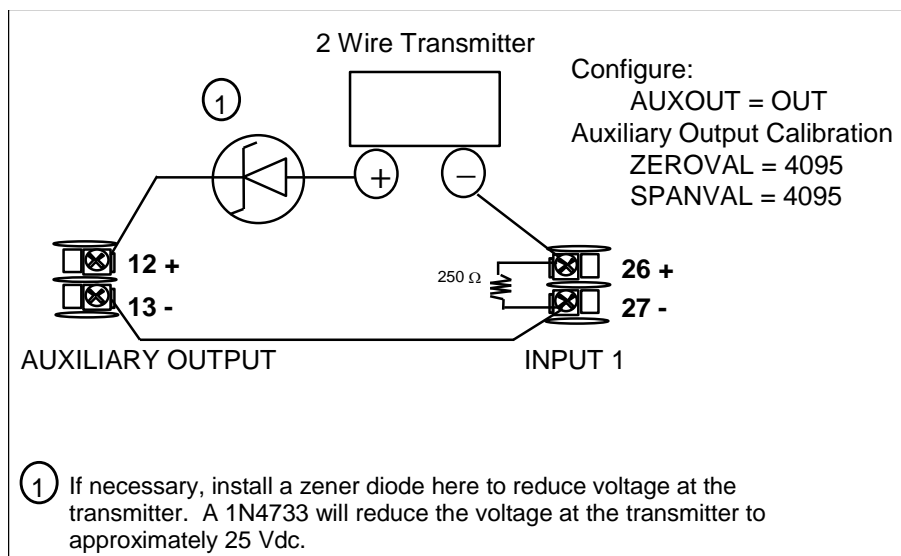 2 Wire Transmitter
Configure:
AUXOUT = OUT
Auxiliary Output Calibration
ZEROVAL = 4095
SPANVAL = 4095
1
+
−
12 +
13 -
250 Ω
26 +
27 -
AUXILIARY OUTPUT
INPUT 1
1 If necessary, install a zener diode here to reduce voltage at the
transmitter. A 1N4733 will reduce the voltage at the transmitter to
approximately 25 Vdc.